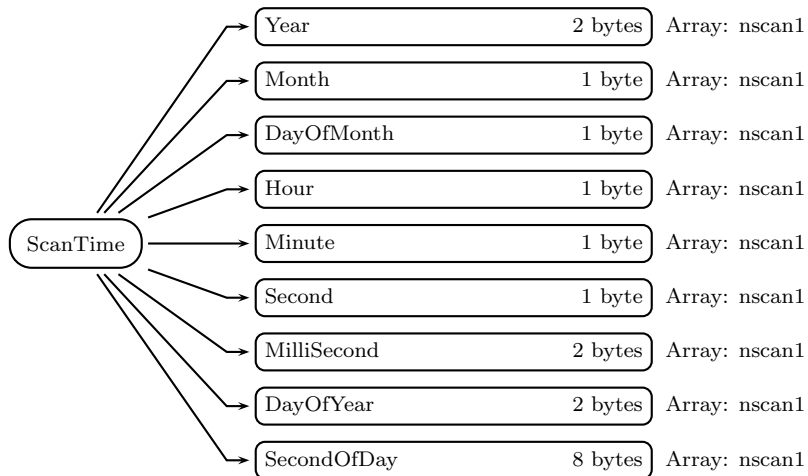 Year 2 bytes Array: nscan1
Month 1 byte Array: nscan1
DayOfMonth 1 byte Array: nscan1
Hour 1 byte Array: nscan1
ScanTime
Minute 1 byte Array: nscan1
Second 1 byte Array: nscan1
MilliSecond 2 bytes Array: nscan1
DayOfYear 2 bytes Array: nscan1
SecondOfDay 8 bytes Array: nscan1